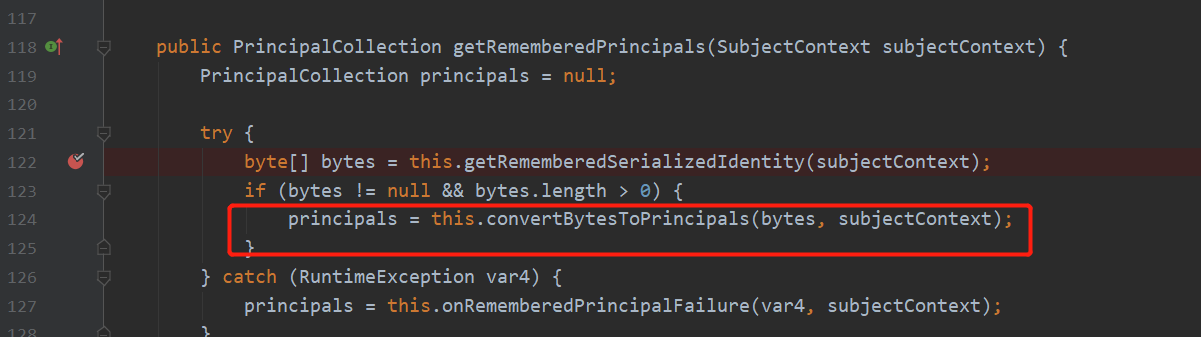 117
118 public PrincipalCollection getRememberedPrincipals(SubjectContext subjectContext) {
119 PrincipalCollection principals = null;
120
121 try {
122 byte[] bytes = this.getRememberedSerializedIdentity(subjectContext);
123 if (bytes != null && bytes.length > 0) {
124 principals = this.convertBytesToPrincipals(bytes, subjectContext);
125 }
126 } catch (RuntimeException var4) {
127 principals = this.onRememberedPrincipalFailure(var4, subjectContext);
128 }